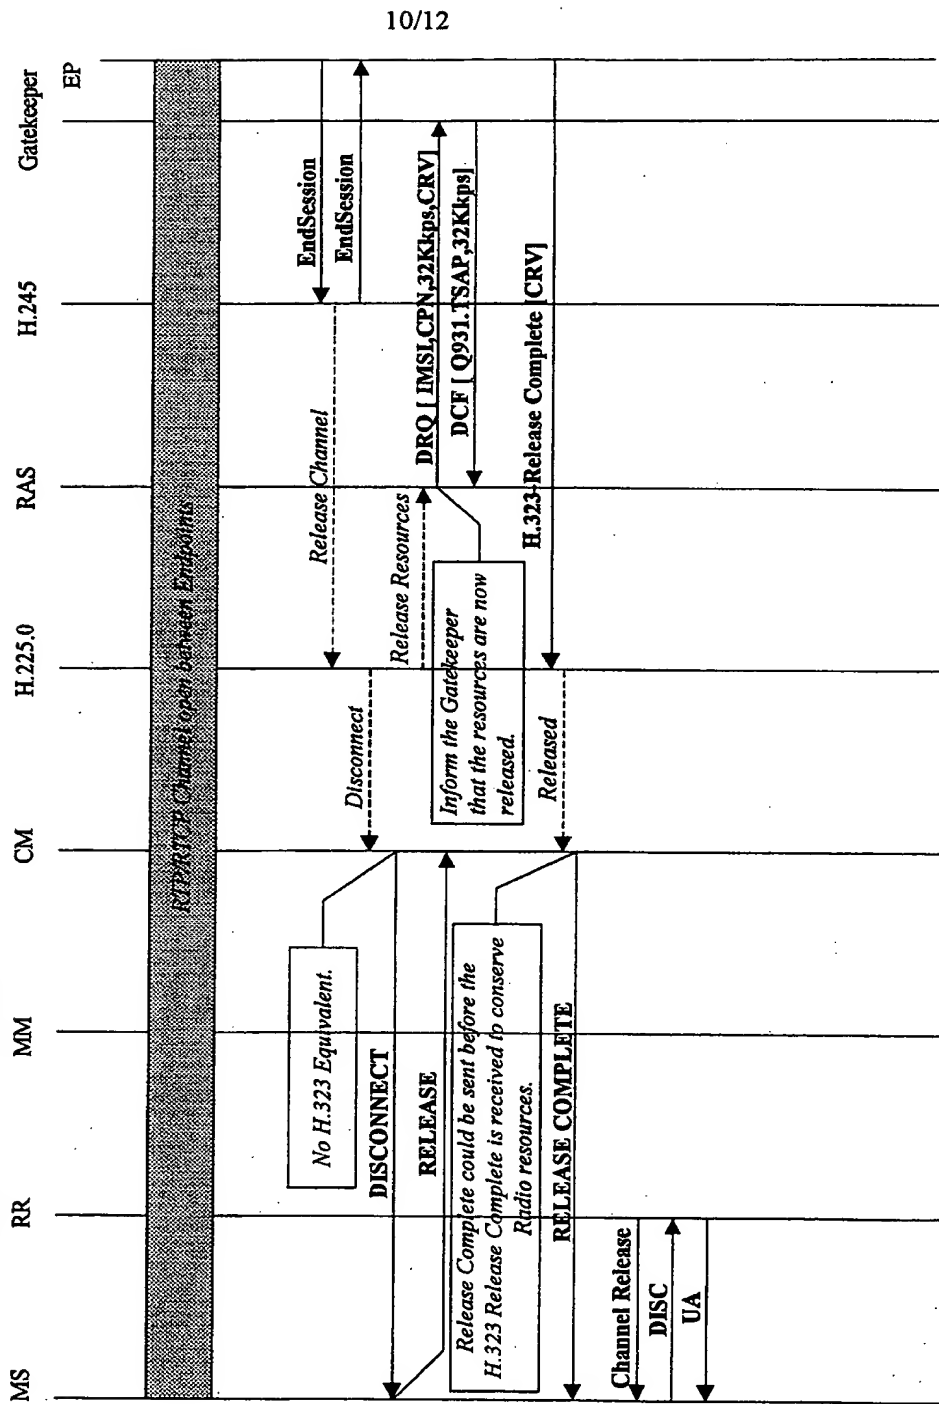 10/12
MS
RR
MM
CM
H.225.0
RAS
H.245
Gatekeeper
EP
RTP/RTCP Channel open between Endpoints
EndSession
EndSession
Release Channel
No H.323 Equivalent.
Disconnect
DISCONNECT
Release Resources
DRQ [ IMSI,CPN,32Kkps,CRV]
RELEASE
DCF [ Q931.TSAP,32Kkps]
Inform the Gatekeeper
that the resources are now
released.
Release Complete could be sent before the
H.323 Release Complete is received to conserve
Radio resources.
H.323-Release Complete [CRV]
Released
RELEASE COMPLETE
Channel Release
DISC
UA